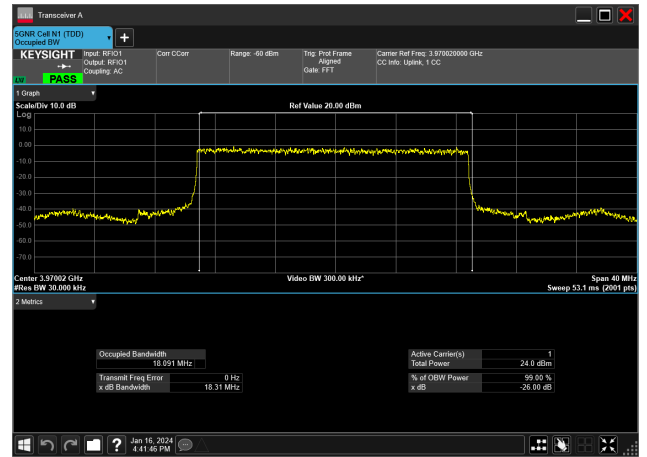 Transceiver A
5GNR Cell N1 (TDD)
Occupied BW
KEYSIGHT
LXI
PASS
Input: RFIO1
Output: RFIO1
Coupling: AC
Corr CCorr
Range: -60 dBm
Trig: Prot Frame
Aligned
Gate: FFT
Carrier Ref Freq: 3.970020000 GHz
CC Info: Uplink, 1 CC
1 Graph
Scale/Div 10.0 dB
Ref Value 20.00 dBm
Log
10.0
0.00
-10.0
-20.0
-30.0
-40.0
-50.0
-60.0
-70.0
Center 3.97002 GHz
Video BW 300.00 kHz*
Span 40 MHz
#Res BW 30.000 kHz
Sweep 53.1 ms (2001 pts)
2 Metrics
Occupied Bandwidth
18.091 MHz
Transmit Freq Error 0 Hz
x dB Bandwidth 18.31 MHz
Active Carrier(s) 1
Total Power 24.0 dBm
% of OBW Power 99.00 %
x dB -26.00 dB
Jan 16, 2024
4:41:46 PM